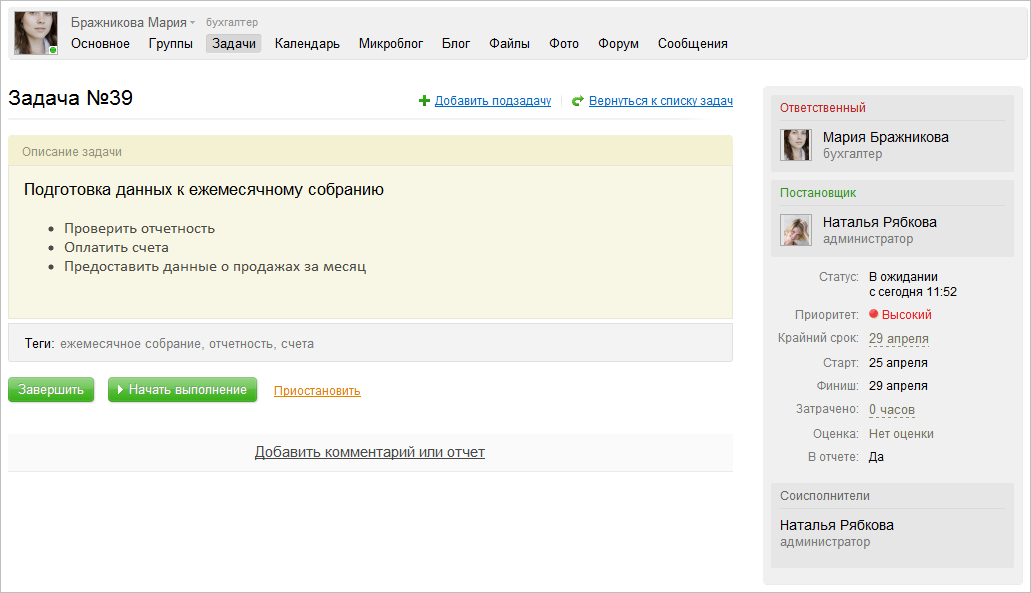 Бражникова Мария бухгалтер
Основное Группы Задачи Календарь Микроблог Блог Файлы Фото Форум Сообщения
Задача №39
Добавить подзадачу Вернуться к списку задач
Описание задачи
Подготовка данных к ежемесячному собранию
Проверить отчетность
Оплатить счета
Предоставить данные о продажах за месяц
Теги: ежемесячное собрание, отчетность, счета
Завершить Начать выполнение Приостановить
Добавить комментарий или отчет
Ответственный
Мария Бражникова
бухгалтер
Постановщик
Наталья Рябкова
администратор
Статус: В ожидании
с сегодня 11:52
Приоритет: Высокий
Крайний срок: 29 апреля
Старт: 25 апреля
Финиш: 29 апреля
Затрачено: 0 часов
Оценка: Нет оценки
В отчете: Да
Соисполнители
Наталья Рябкова
администратор